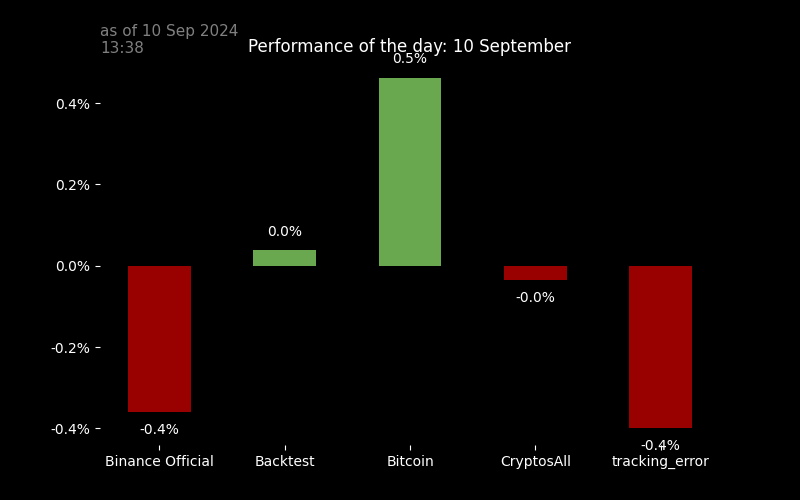 as of 10 Sep 2024
13:38
Performance of the day: 10 September
0.5%
0.4%
0.2%
0.0%
0.0%
-0.0%
-0.2%
-0.4%
-0.4%
-0.4%
Binance Official
Backtest
Bitcoin
CryptosAll
tracking_error